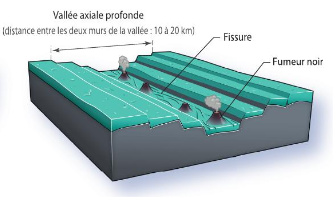 Vallée axiale profonde
(distance entre les deux murs de la vallée : 10 à 20 km)
Fissure
Fumeur noir